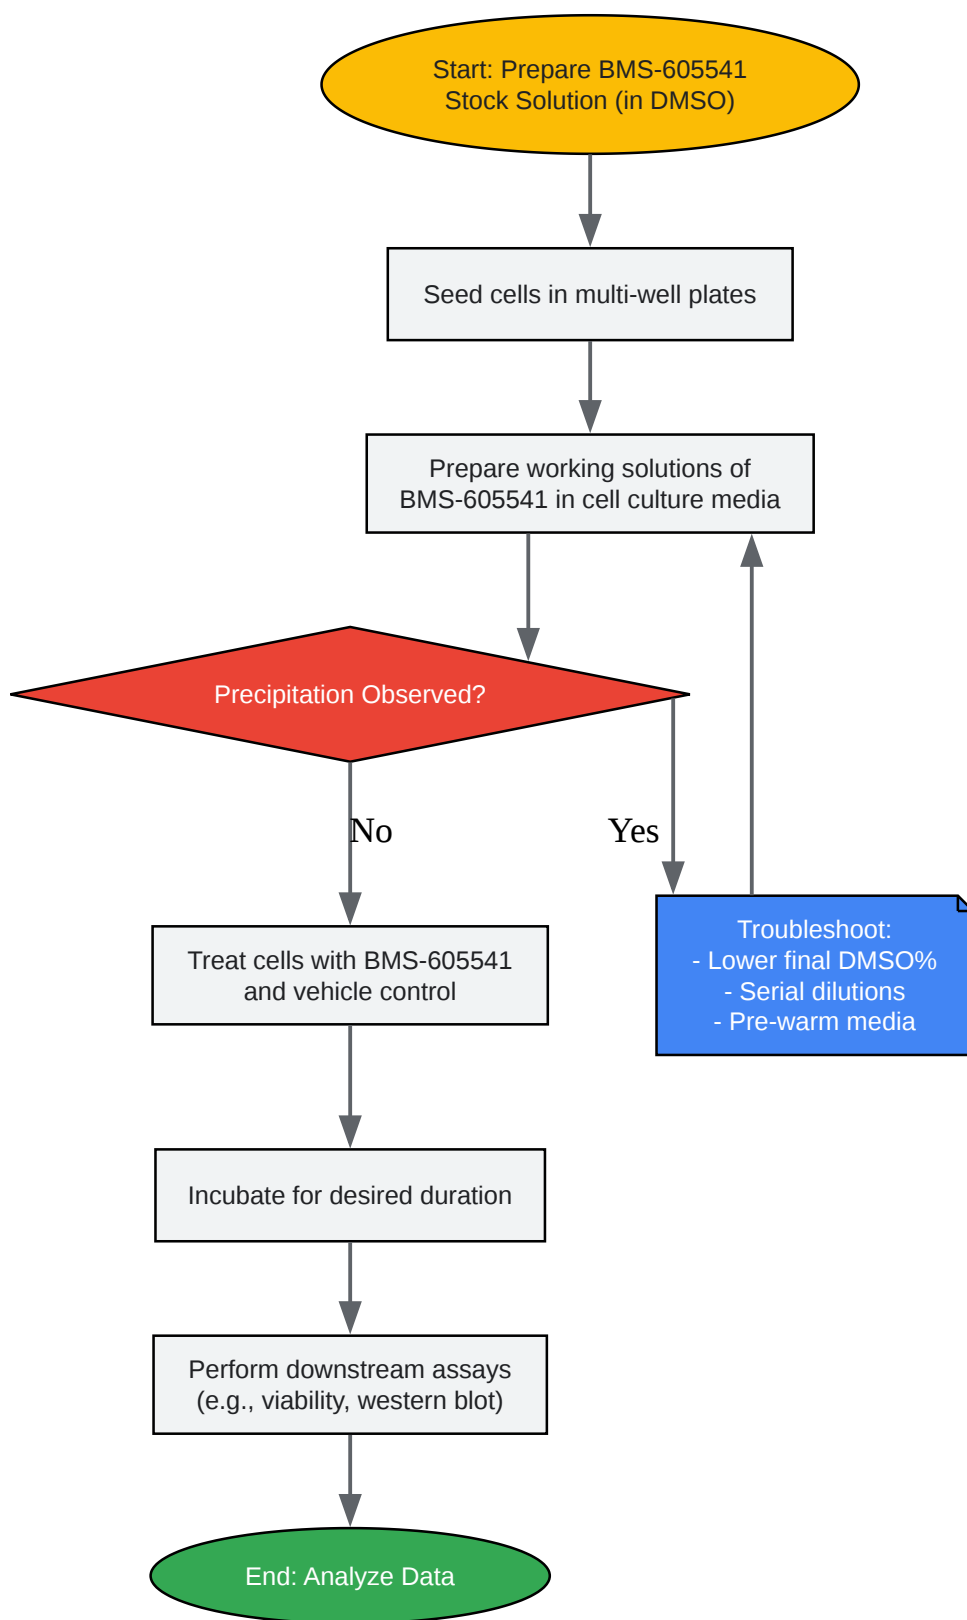 Start: Prepare BMS-605541
Stock Solution (in DMSO)
Seed cells in multi-well plates
Prepare working solutions of
BMS-605541 in cell culture media
Precipitation Observed?
No
Yes
Troubleshoot:
- Lower final DMSO%
- Serial dilutions
- Pre-warm media
Treat cells with BMS-605541
and vehicle control
Incubate for desired duration
Perform downstream assays
(e.g., viability, western blot)
End: Analyze Data